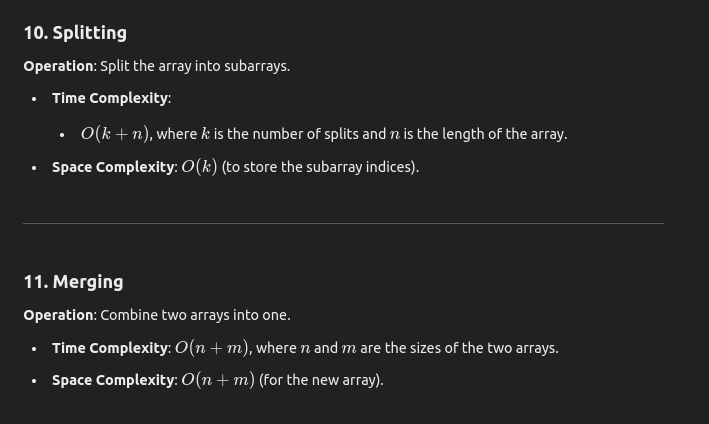 10. Splitting
Operation: Split the array into subarrays.
• Time Complexity:
• O(k + n), where k is the number of splits and n is the length of the array.
• Space Complexity: O(k) (to store the subarray indices).
11. Merging
Operation: Combine two arrays into one.
• Time Complexity: O(n + m), where n and m are the sizes of the two arrays.
• Space Complexity: O(n + m) (for the new array).